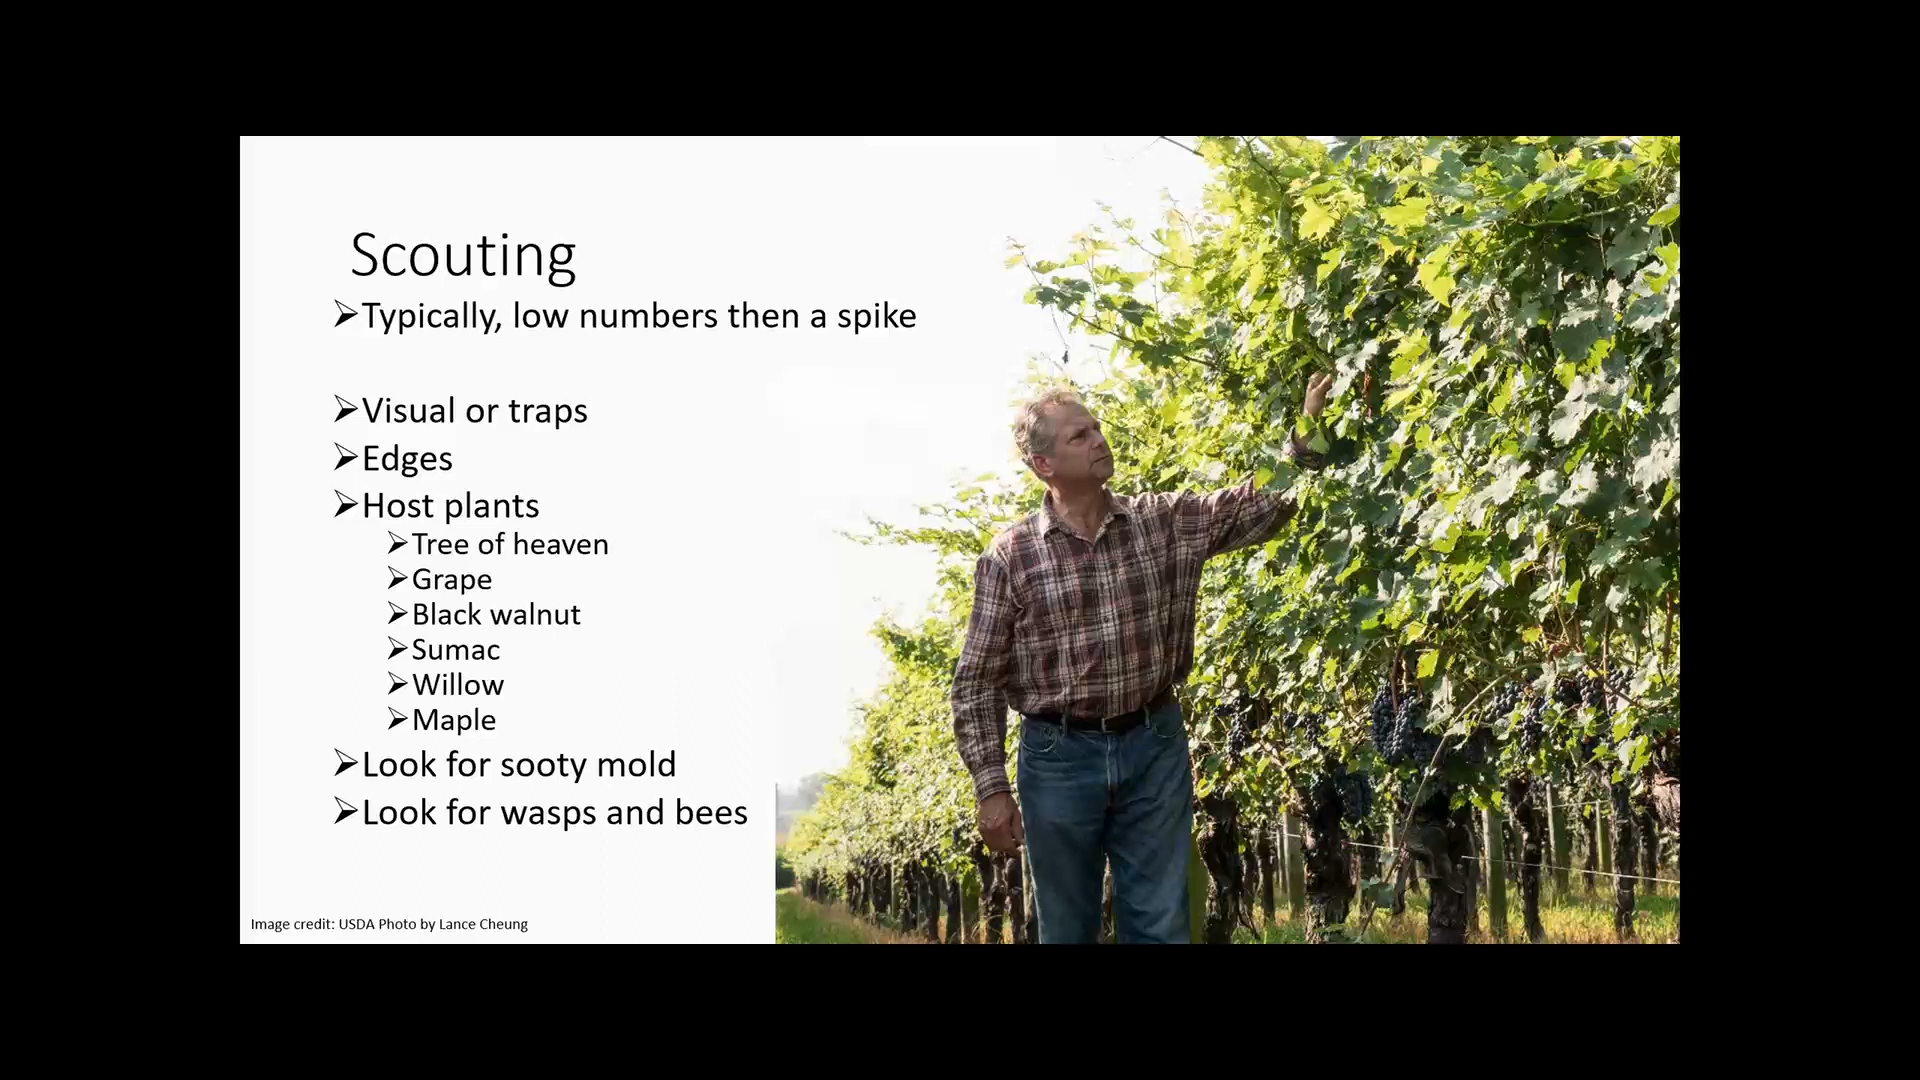 Scouting
➢Typically, low numbers then a spike
➢Visual or traps
➢Edges
➢Host plants
➢Tree of heaven
➢Grape
➢Black walnut
➢Sumac
➢Willow
➢Maple
➢Look for sooty mold
➢Look for wasps and bees
Image credit: USDA Photo by Lance Cheung